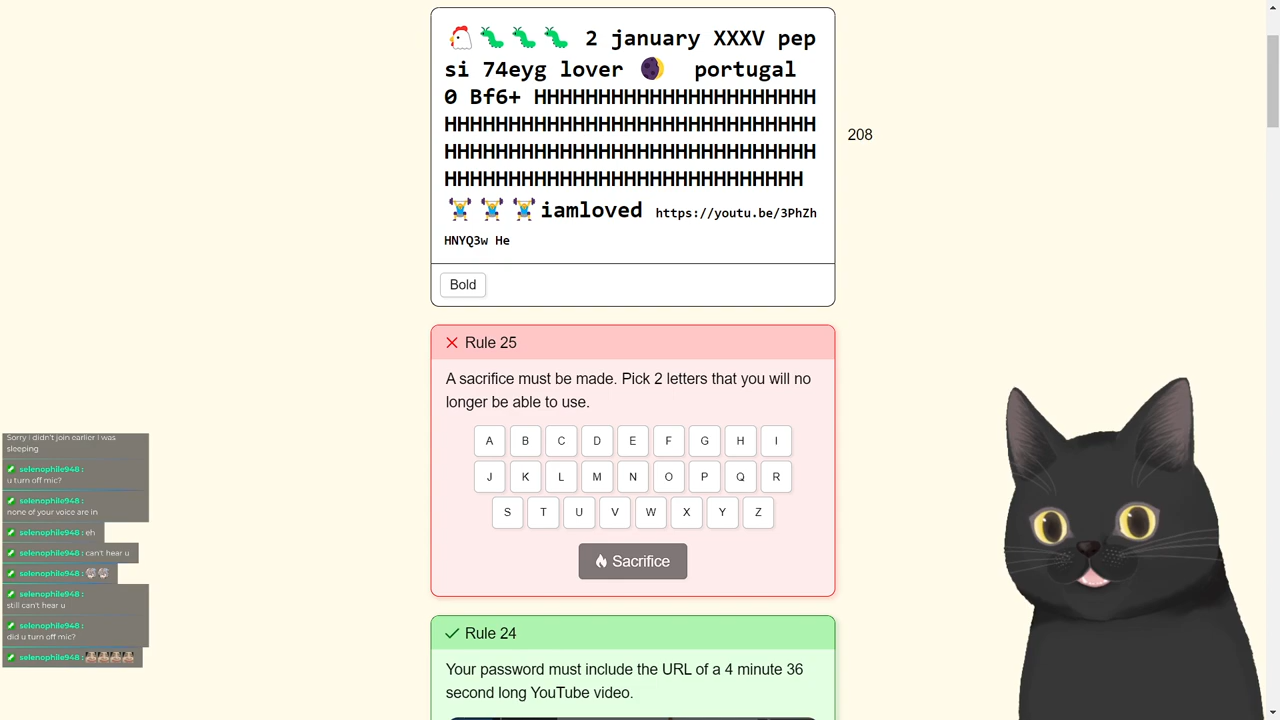 🐔🐛🐛🐛 2 january XXXV pep
si 74eyg lover 🌒 portugal
0 Bf6+ HHHHHHHHHHHHHHHHHHHHHH
HHHHHHHHHHHHHHHHHHHHHHHHHHHHH
HHHHHHHHHHHHHHHHHHHHHHHHHHHHH
HHHHHHHHHHHHHHHHHHHHHHHHHHHH
🏋️‍♂️🏋️‍♂️🏋️‍♂️iamloved https://youtu.be/3PhZh
HNYQ3w He
208
Bold
Rule 25
A sacrifice must be made. Pick 2 letters that you will no
longer be able to use.
A B C D E F G H I
J K L M N O P Q R
S T U V W X Y Z
Sacrifice
Rule 24
Your password must include the URL of a 4 minute 36
second long YouTube video.
Sorry i didn't join earlier i was
sleeping
selenophile948 :
u turn off mic?
selenophile948 :
none of your voice are in
selenophile948 : eh
selenophile948 : can't hear u
selenophile948 :
selenophile948 :
still can't hear u
selenophile948 :
did u turn off mic?
selenophile948 :